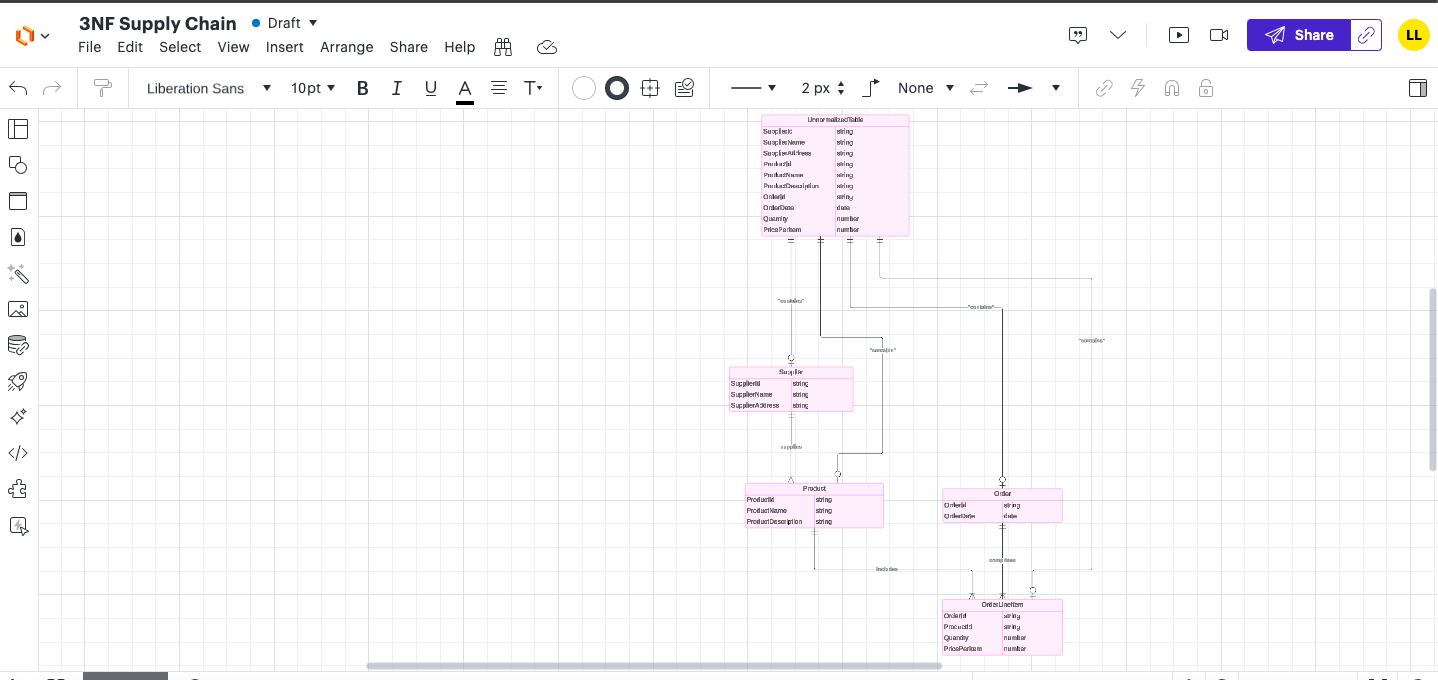 3NF Supply Chain
Draft
File Edit Select View Insert Arrange Share Help
Share
LL
Liberation Sans 10pt B I U A T 2 px None
UnnormalizedTable
SupplierId string
SupplierName string
SupplierAddress string
ProductId string
ProductName string
ProductDescription string
OrderId string
OrderDate date
Quantity number
PricePerItem number
"contains"
"contains"
"contains"
"contains"
Supplier
SupplierId string
SupplierName string
SupplierAddress string
supplies
Product
ProductId string
ProductName string
ProductDescription string
Order
OrderId string
OrderDate date
comprises
includes
OrderLineItem
OrderId string
ProductId string
Quantity number
PricePerItem number